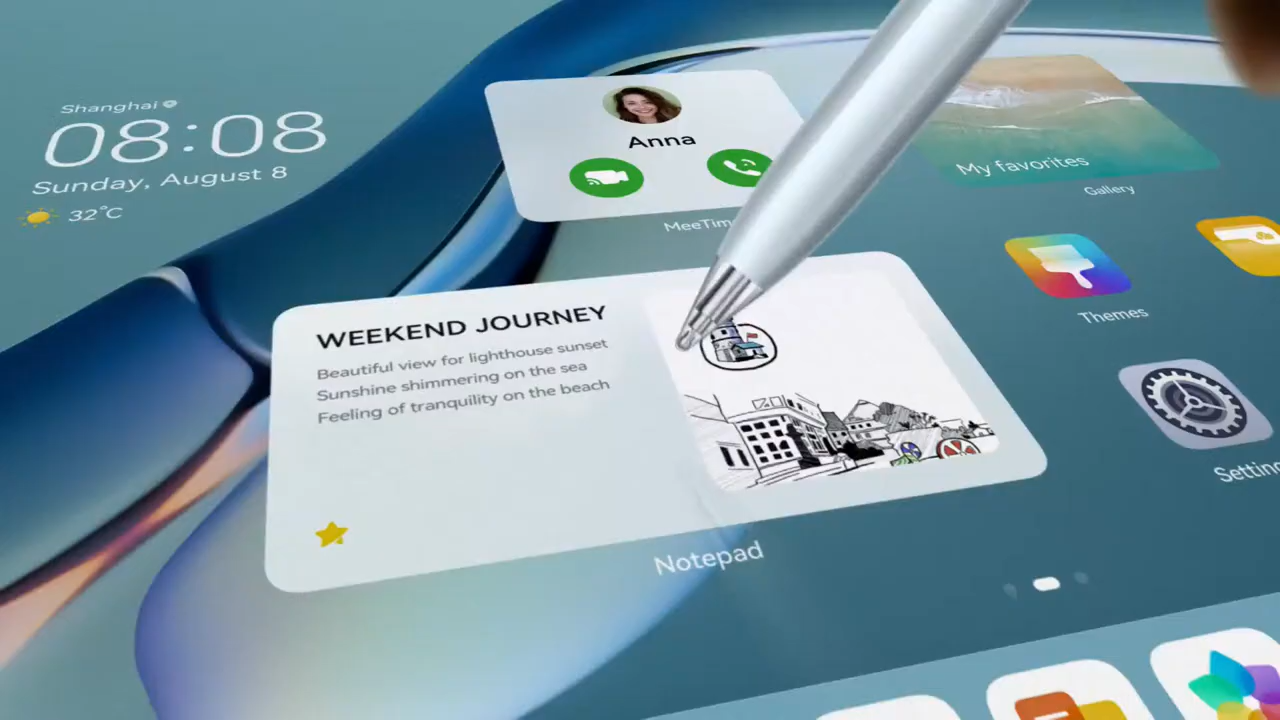 Shanghai
08:08
Sunday, August 8
32°C
Anna
My favorites
Gallery
Themes
WEEKEND JOURNEY
Beautiful view for lighthouse sunset
Sunshine shimmering on the sea
Feeling of tranquility on the beach
Notepad